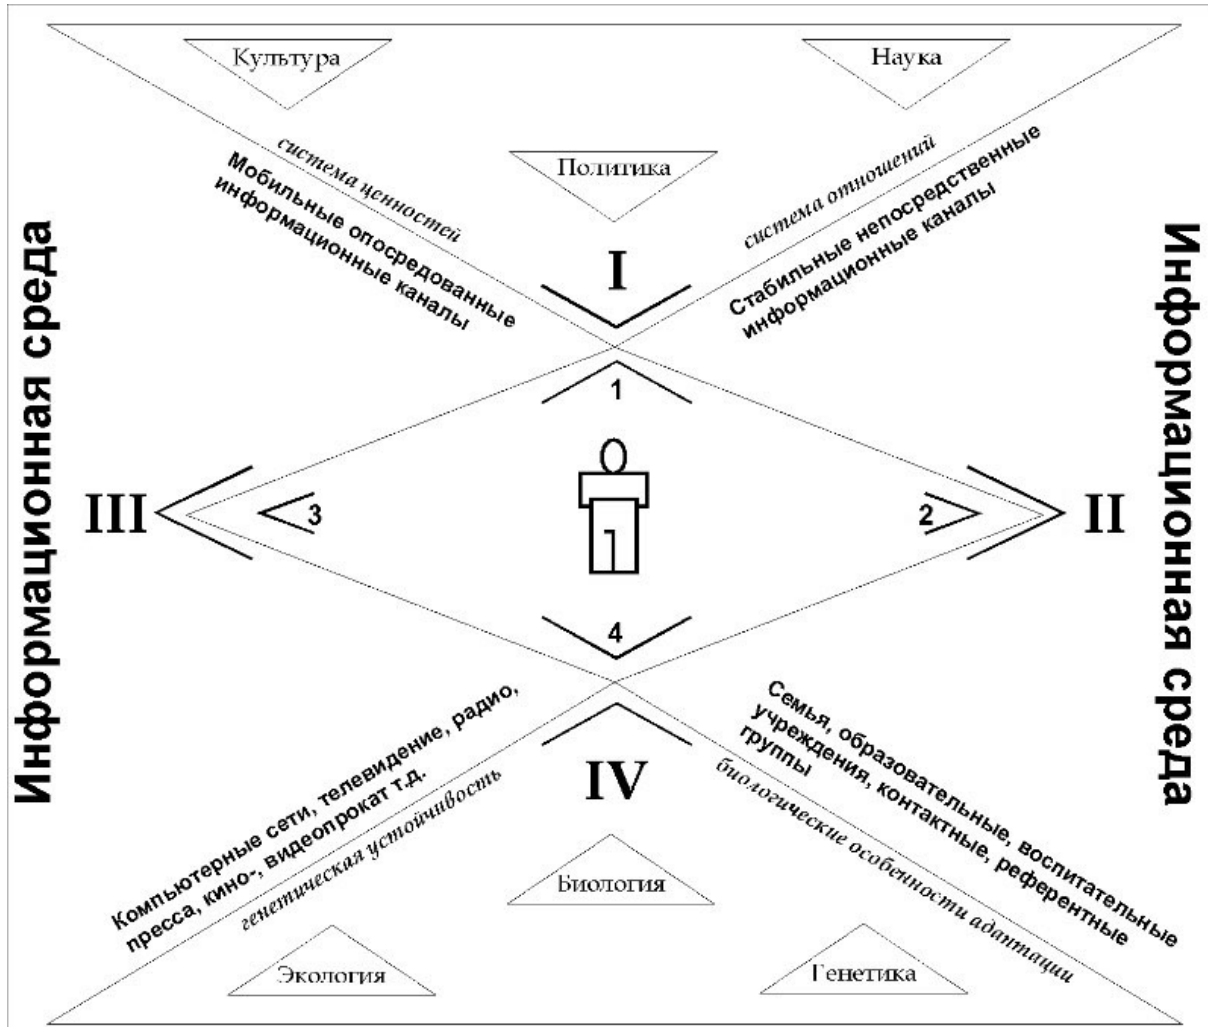 Культура
Наука
Политика
система ценностей
Мобильные опосредованные
информационные каналы
система отношений
Стабильные непосредственные
информационные каналы
Информационная среда
Информационная среда
I
1
III
3
2
II
4
IV
Компьютерные сети, телевидение, радио,
пресса, кино-, видеопрокат т.д.
генетическая устойчивость
Семья, образовательные, воспитательные
учреждения, контактные, референтные
группы
биологические особенности адаптации
Биология
Экология
Генетика